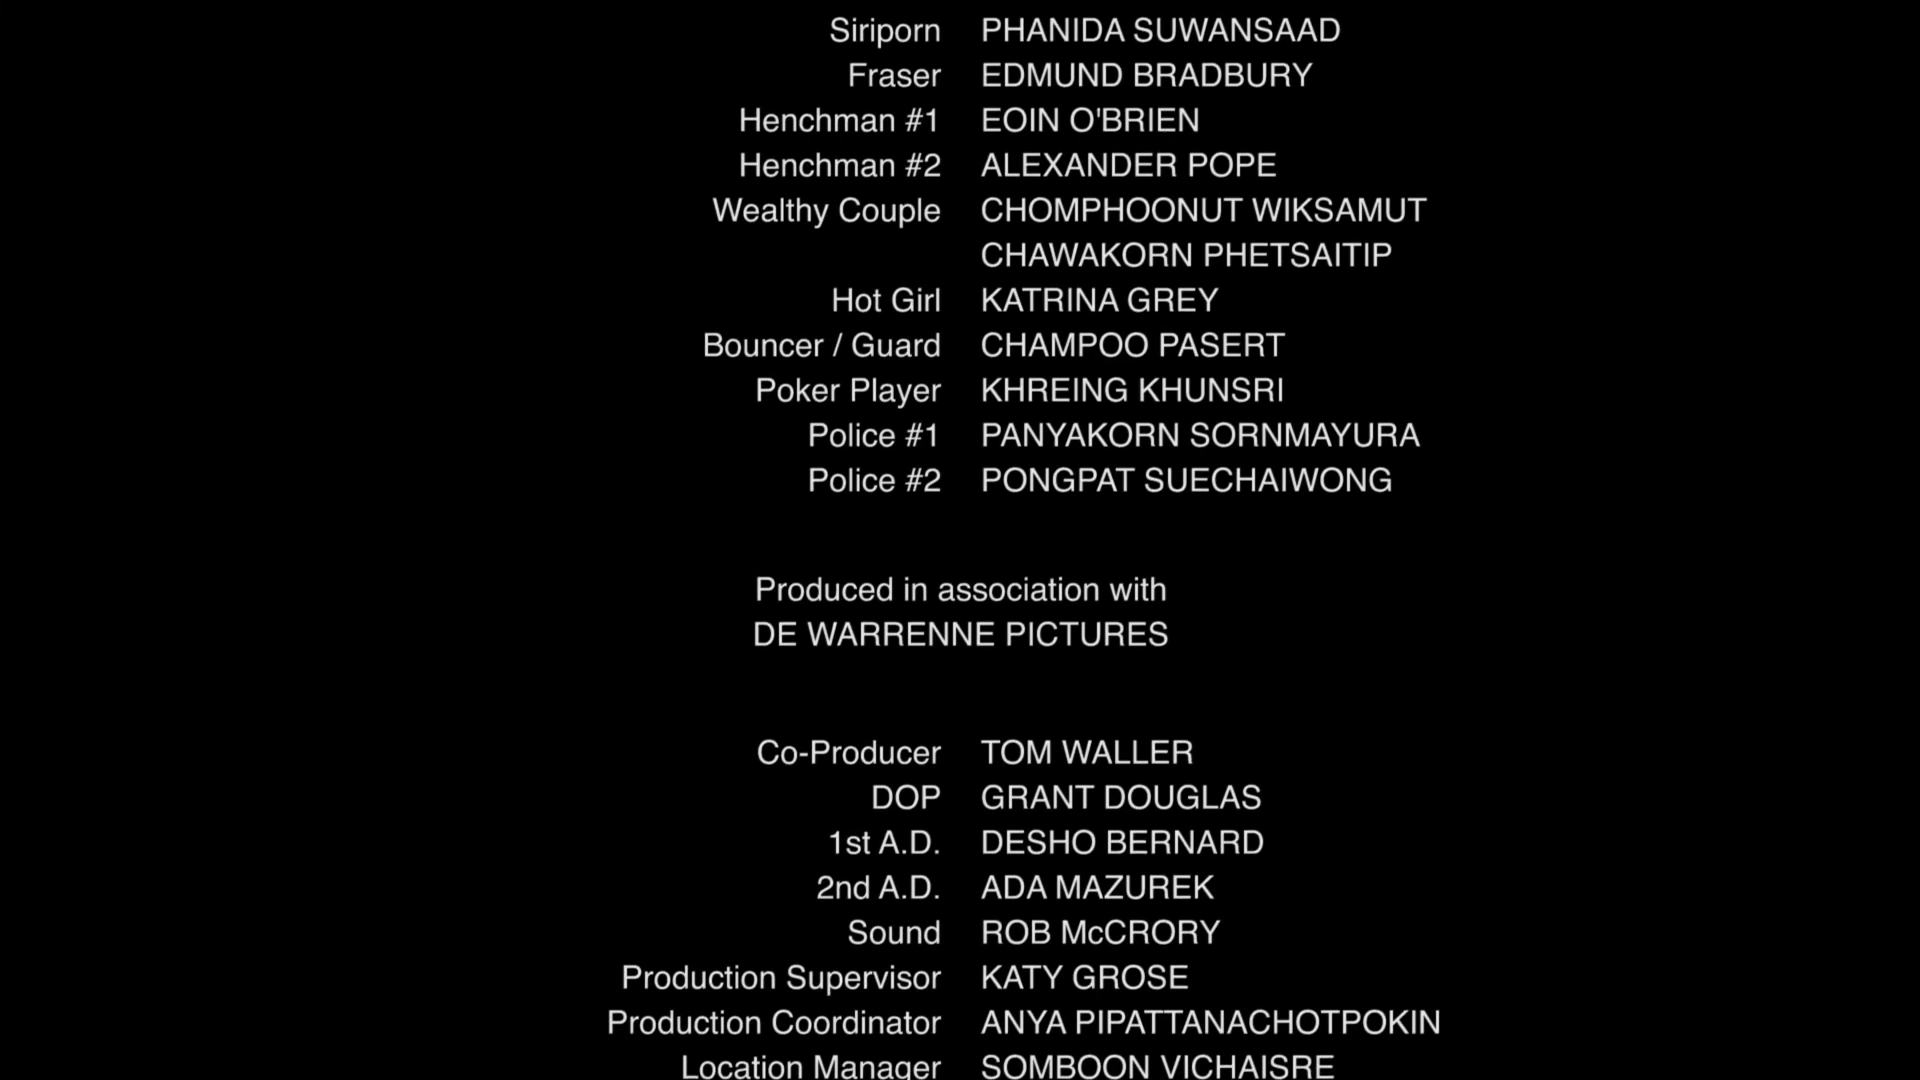 Siriporn PHANIDA SUWANSAAD
Fraser EDMUND BRADBURY
Henchman #1 EOIN O'BRIEN
Henchman #2 ALEXANDER POPE
Wealthy Couple CHOMPHOONUT WIKSAMUT
CHAWAKORN PHETSAITIP
Hot Girl KATRINA GREY
Bouncer / Guard CHAMPOO PASERT
Poker Player KHREING KHUNSRI
Police #1 PANYAKORN SORNMAYURA
Police #2 PONGPAT SUECHAIWONG
Produced in association with
DE WARRENNE PICTURES
Co-Producer TOM WALLER
DOP GRANT DOUGLAS
1st A.D. DESHO BERNARD
2nd A.D. ADA MAZUREK
Sound ROB McCRORY
Production Supervisor KATY GROSE
Production Coordinator ANYA PIPATTANACHOTPOKIN
Location Manager SOMBOON VICHAISRE